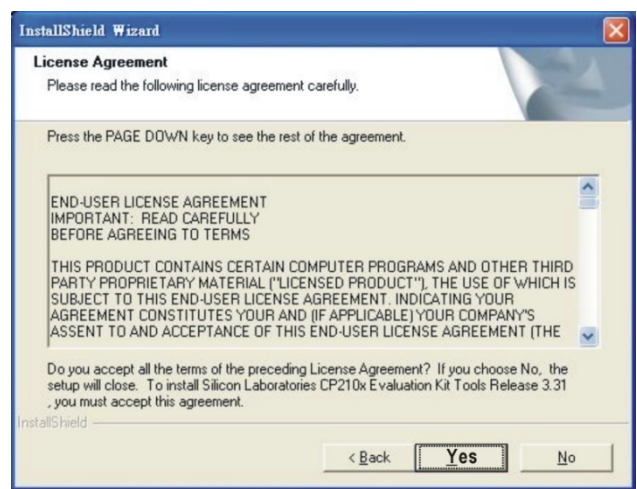 InstallShield Wizard
License Agreement
Please read the following license agreement carefully.
Press the PAGE DOWN key to see the rest of the agreement.
END-USER LICENSE AGREEMENT
IMPORTANT: READ CAREFULLY
BEFORE AGREEING TO TERMS
THIS PRODUCT CONTAINS CERTAIN COMPUTER PROGRAMS AND OTHER THIRD
PARTY PROPRIETARY MATERIAL ("LICENSED PRODUCT"), THE USE OF WHICH IS
SUBJECT TO THIS END-USER LICENSE AGREEMENT. INDICATING YOUR
AGREEMENT CONSTITUTES YOUR AND (IF APPLICABLE) YOUR COMPANY'S
ASSENT TO AND ACCEPTANCE OF THIS END-USER LICENSE AGREEMENT (THE
Do you accept all the terms of the preceding License Agreement? If you choose No, the
setup will close. To install Silicon Laboratories CP210x Evaluation Kit Tools Release 3.31
, you must accept this agreement.
InstallShield
< Back Yes No